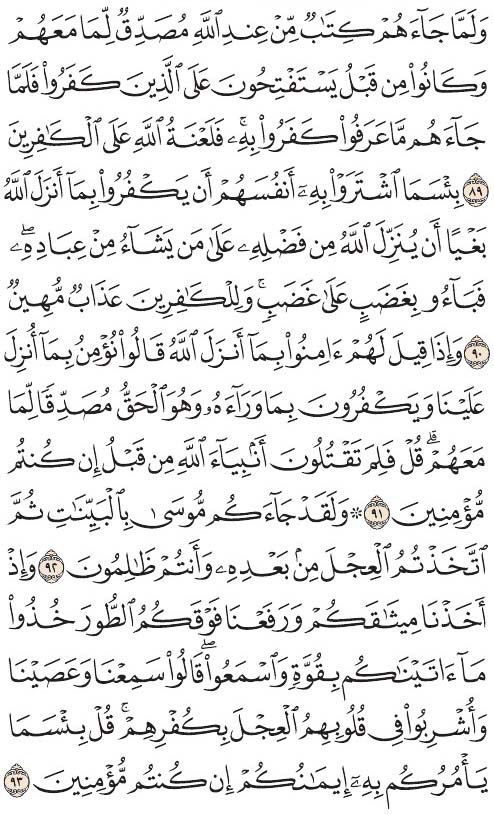 وَلَمَّا جَآءَهُمْ كِتَٰبٌ مِّنْ عِندِ ٱللَّهِ مُصَدِّقٌ لِّمَا مَعَهُمْ
وَكَانُوا۟ مِن قَبْلُ يَسْتَفْتِحُونَ عَلَى ٱلَّذِينَ كَفَرُوا۟ فَلَمَّا
جَآءَهُم مَّا عَرَفُوا۟ كَفَرُوا۟ بِهِۦۚ فَلَعْنَةُ ٱللَّهِ عَلَى ٱلْكَٰفِرِينَ
٨٩ بِئْسَمَا ٱشْتَرَوْا۟ بِهِۦٓ أَنفُسَهُمْ أَن يَكْفُرُوا۟ بِمَآ أَنزَلَ ٱللَّهُ
بَغْيًا أَن يُنَزِّلَ ٱللَّهُ مِن فَضْلِهِۦ عَلَىٰ مَن يَشَآءُ مِنْ عِبَادِهِۦۖ
فَبَآءُو بِغَضَبٍ عَلَىٰ غَضَبٍۚ وَلِلْكَٰفِرِينَ عَذَابٌ مُّهِينٌ
٩٠ وَإِذَا قِيلَ لَهُمْ ءَامِنُوا۟ بِمَآ أَنزَلَ ٱللَّهُ قَالُوا۟ نُؤْمِنُ بِمَآ أُنزِلَ
عَلَيْنَا وَيَكْفُرُونَ بِمَا وَرَآءَهُۥ وَهُوَ ٱلْحَقُّ مُصَدِّقًا لِّمَا
مَعَهُمْۗ قُلْ فَلِمَ تَقْتُلُونَ أَنۢبِيَآءَ ٱللَّهِ مِن قَبْلُ إِن كُنتُم
مُّؤْمِنِينَ ٩١ ۞ وَلَقَدْ جَآءَكُم مُّوسَىٰ بِٱلْبَيِّنَٰتِ ثُمَّ
ٱتَّخَذْتُمُ ٱلْعِجْلَ مِنۢ بَعْدِهِۦ وَأَنتُمْ ظَٰلِمُونَ ٩٢ وَإِذْ
أَخَذْنَا مِيثَٰقَكُمْ وَرَفَعْنَا فَوْقَكُمُ ٱلطُّورَ خُذُوا۟
مَآ ءَاتَيْنَٰكُم بِقُوَّةٍ وَٱسْمَعُوا۟ۖ قَالُوا۟ سَمِعْنَا وَعَصَيْنَا
وَأُشْرِبُوا۟ فِى قُلُوبِهِمُ ٱلْعِجْلَ بِكُفْرِهِمْۚ قُلْ بِئْسَمَا
يَأْمُرُكُم بِهِۦٓ إِيمَٰنُكُمْ إِن كُنتُم مُّؤْمِنِينَ ٩٣